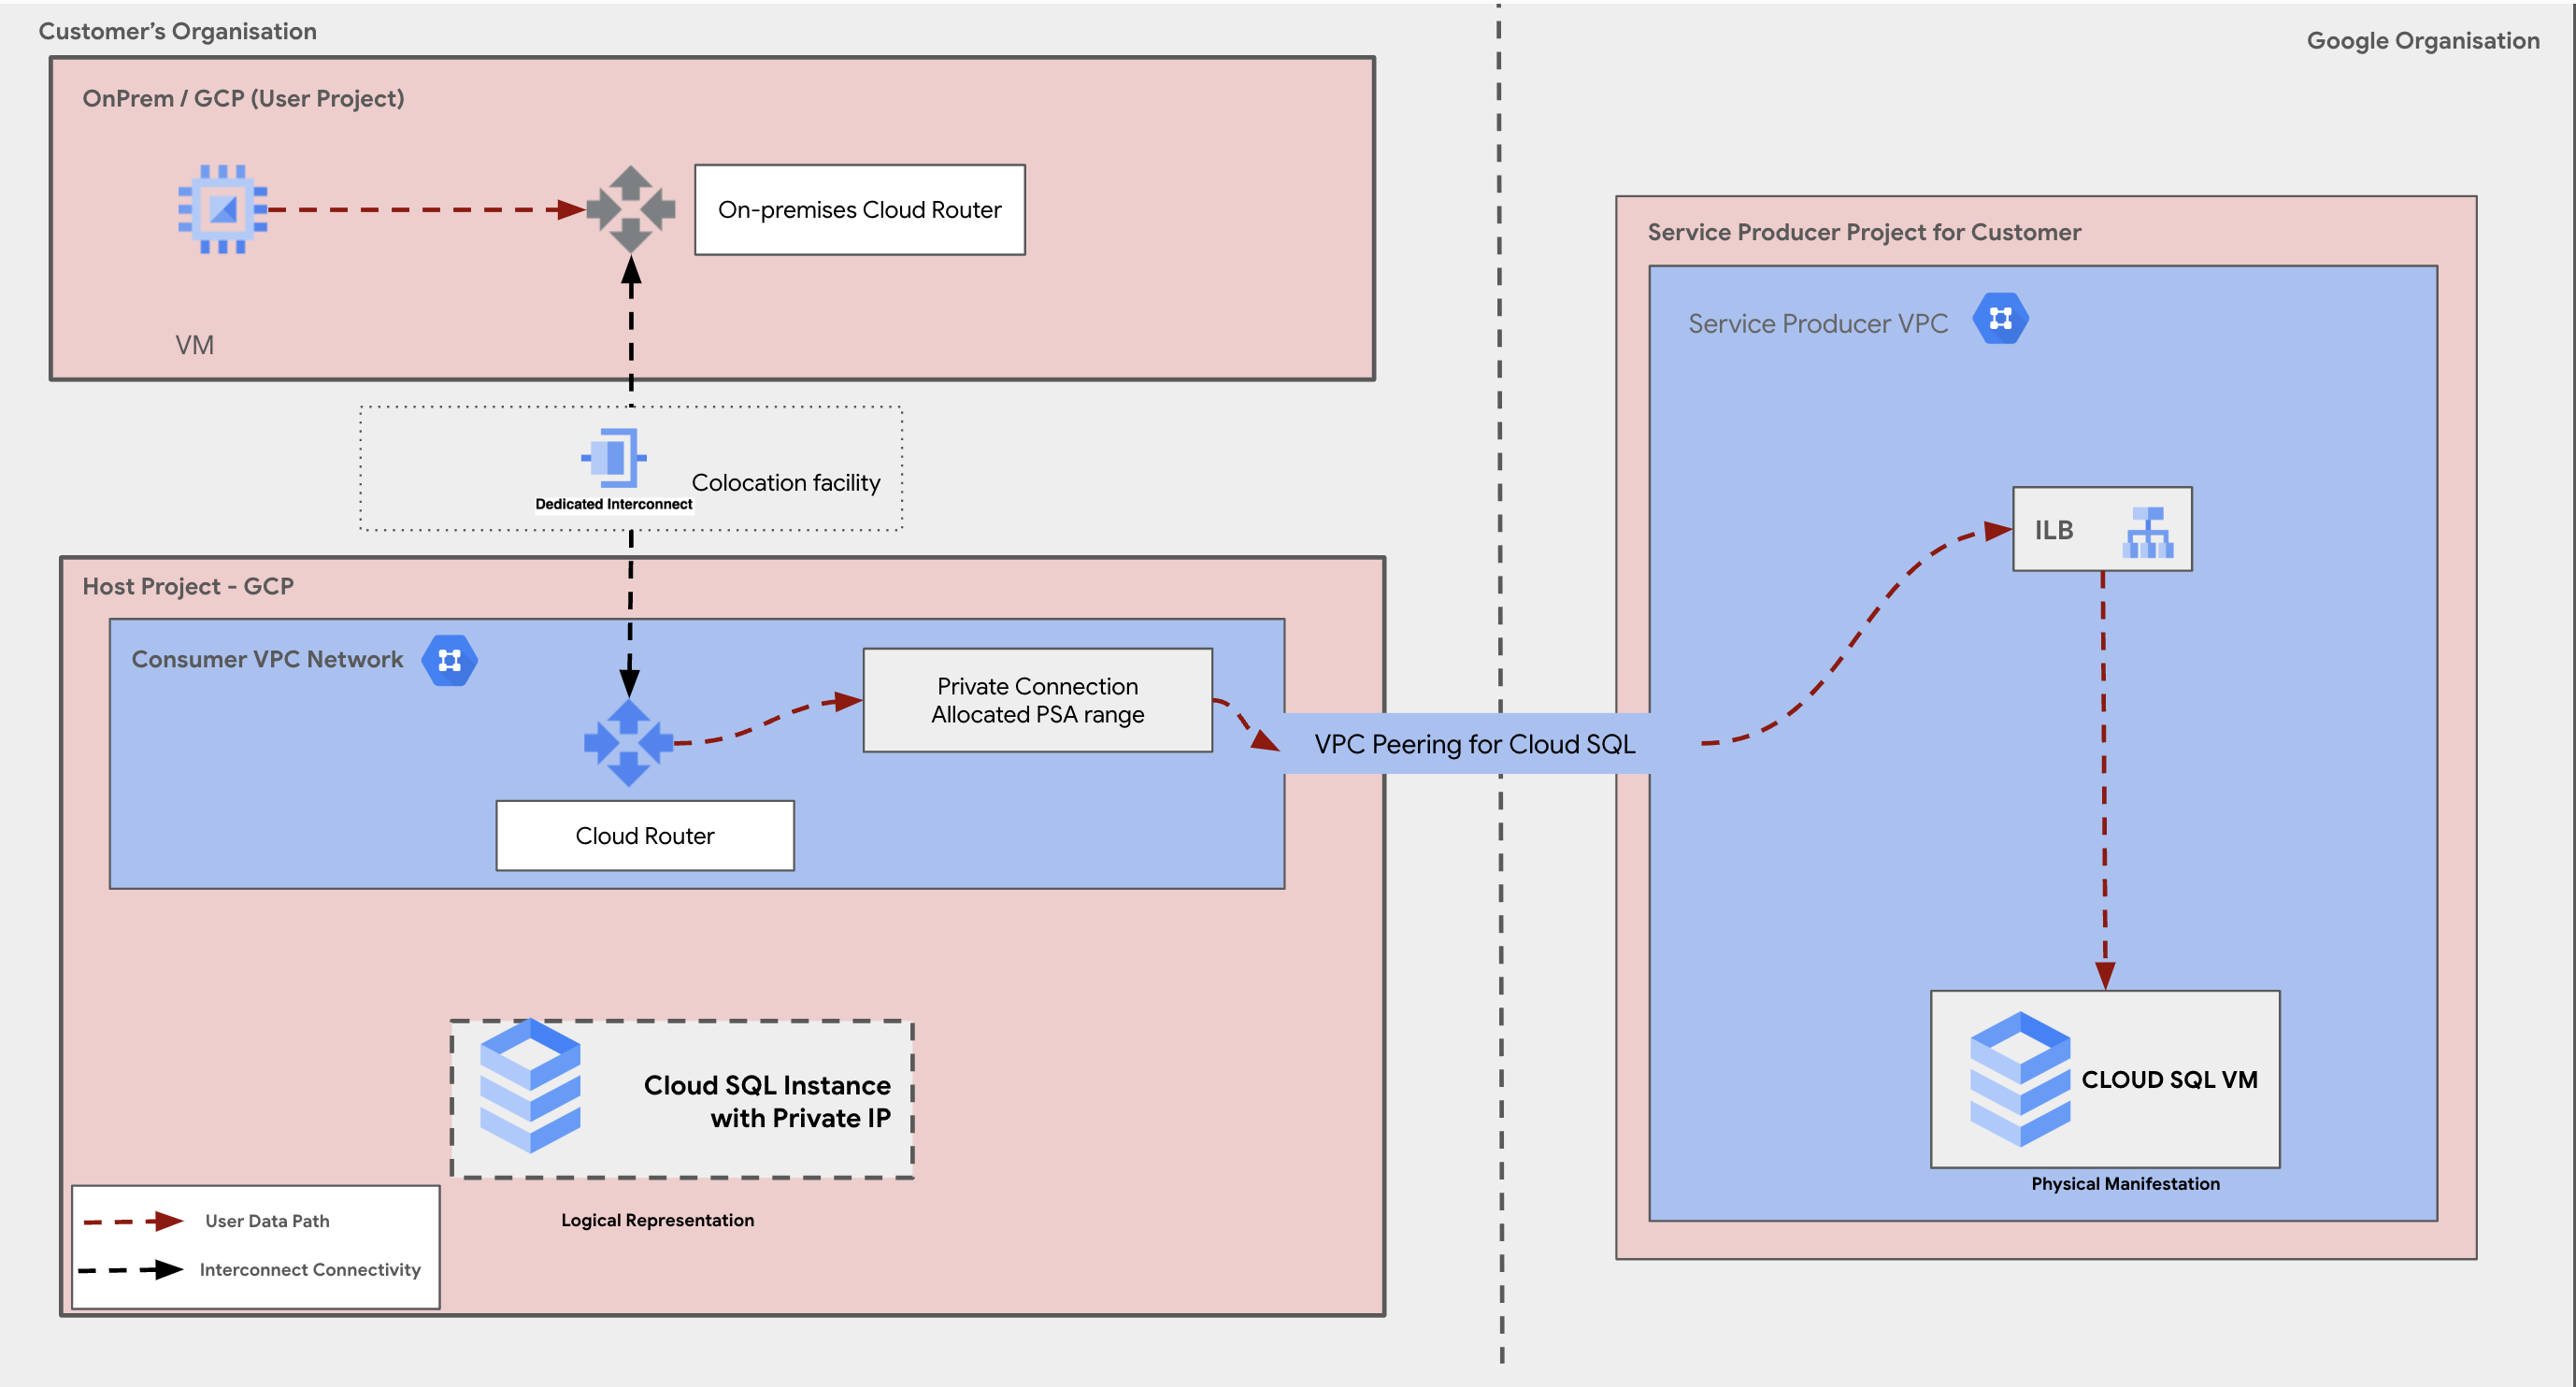 Customer’s Organisation
Google Organisation
OnPrem / GCP (User Project)
On-premises Cloud Router
VM
Colocation facility
Dedicated Interconnect
Host Project - GCP
Consumer VPC Network
Private Connection
Allocated PSA range
Cloud Router
VPC Peering for Cloud SQL
Service Producer Project for Customer
Service Producer VPC
ILB
CLOUD SQL VM
Physical Manifestation
Cloud SQL Instance
with Private IP
Logical Representation
User Data Path
Interconnect Connectivity